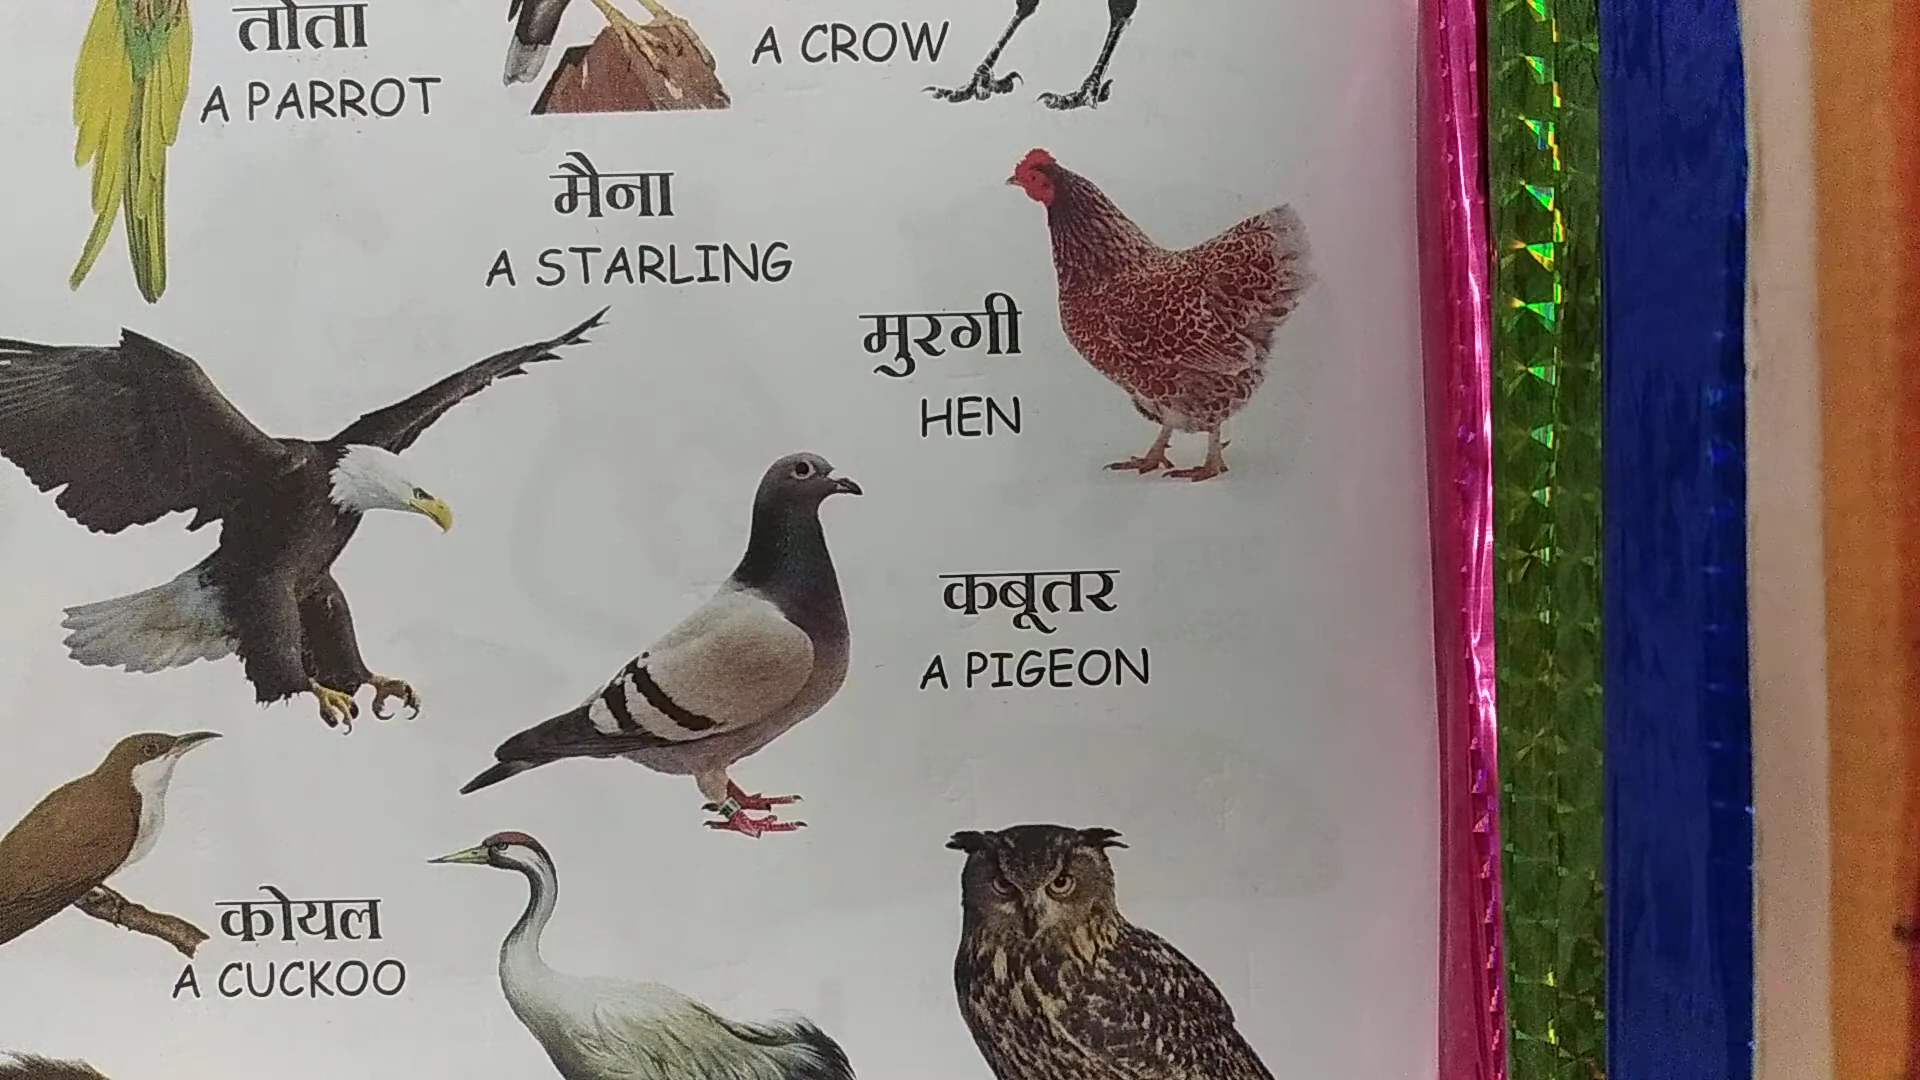 तोता
A PARROT
A CROW
मैना
A STARLING
मुरगी
HEN
कबूतर
A PIGEON
कोयल
A CUCKOO